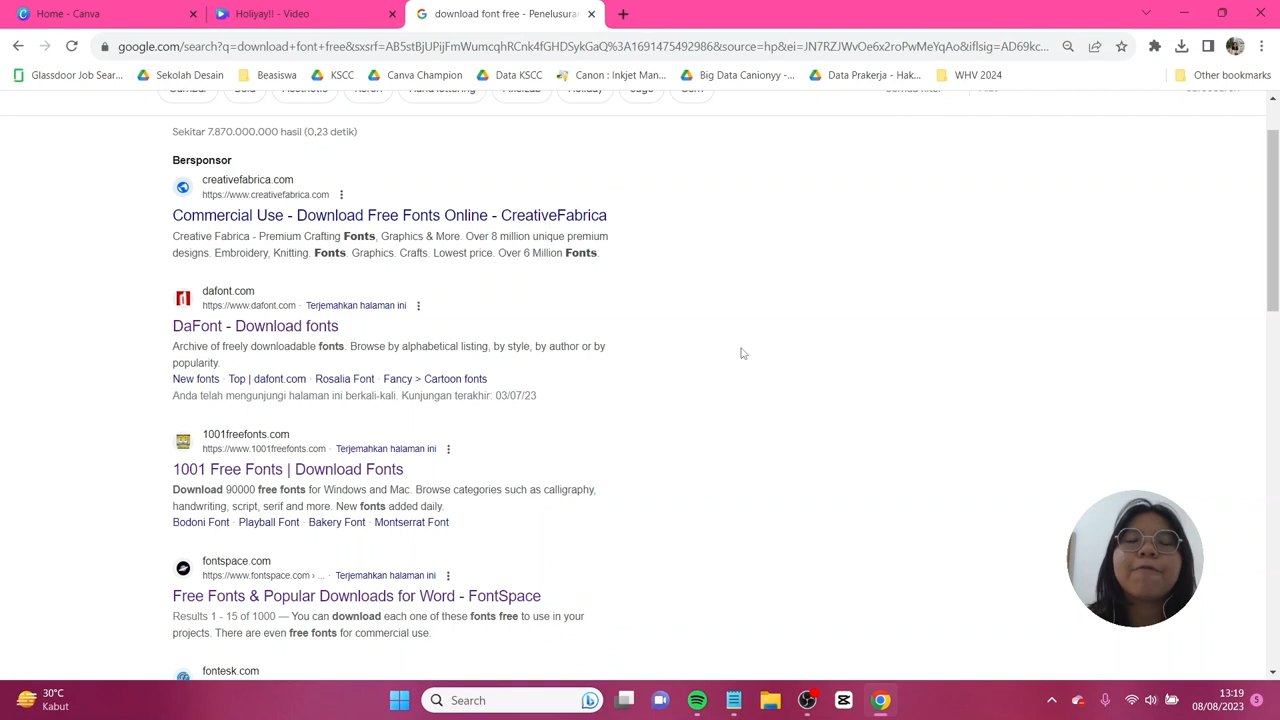 Home - Canva
Holiyay!! - Video
download font free - Penelusuran
google.com/search?q=download+font+free&sxsrf=AB5stBjUPijFmWumcqhRCnk4fGHDSykGaQ%3A1691475492986&source=hp&ei=JN7RZJWvOe6x2roPwMeYqAo&iflsig=AD69kc...
Glassdoor Job Sear...
Sekolah Desain
Beasiswa
KSCC
Canva Champion
Data KSCC
Canon : Inkjet Man...
Big Data Canionyy -...
Data Prakerja - Hak...
WHV 2024
Other bookmarks
Sekitar 7.870.000.000 hasil (0,23 detik)
Bersponsor
creativefabrica.com
https://www.creativefabrica.com
Commercial Use - Download Free Fonts Online - CreativeFabrica
Creative Fabrica - Premium Crafting Fonts, Graphics & More. Over 8 million unique premium
designs. Embroidery, Knitting. Fonts. Graphics. Crafts. Lowest price. Over 6 Million Fonts.
dafont.com
https://www.dafont.com · Terjemahkan halaman ini
DaFont - Download fonts
Archive of freely downloadable fonts. Browse by alphabetical listing, by style, by author or by
popularity.
New fonts · Top | dafont.com · Rosalia Font · Fancy > Cartoon fonts
Anda telah mengunjungi halaman ini berkali-kali. Kunjungan terakhir: 03/07/23
1001freefonts.com
https://www.1001freefonts.com · Terjemahkan halaman ini
1001 Free Fonts | Download Fonts
Download 90000 free fonts for Windows and Mac. Browse categories such as calligraphy,
handwriting, script, serif and more. New fonts added daily.
Bodoni Font · Playball Font · Bakery Font · Montserrat Font
fontspace.com
https://www.fontspace.com › ... · Terjemahkan halaman ini
Free Fonts & Popular Downloads for Word - FontSpace
Results 1 - 15 of 1000 — You can download each one of these fonts free to use in your
projects. There are even free fonts for commercial use.
fontesk.com
30°C
Kabut
Search
13:19
08/08/2023
5